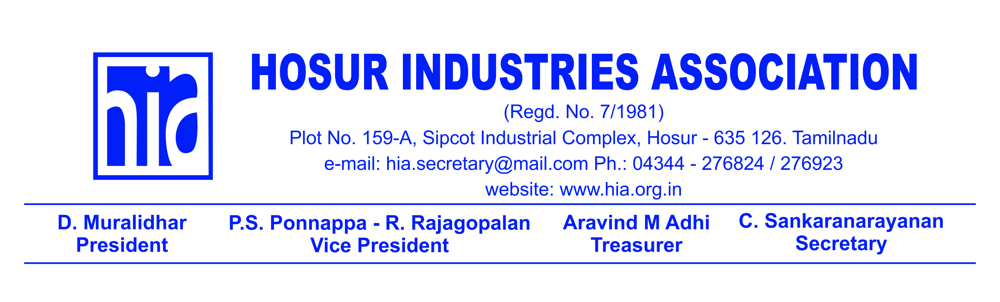 hia
HOSUR INDUSTRIES ASSOCIATION
(Regd. No. 7/1981)
Plot No. 159-A, Sipcot Industrial Complex, Hosur - 635 126. Tamilnadu
e-mail: hia.secretary@mail.com Ph.: 04344 - 276824 / 276923
website: www.hia.org.in
D. Muralidhar
President
P.S. Ponnappa - R. Rajagopalan
Vice President
Aravind M Adhi
Treasurer
C. Sankaranarayanan
Secretary